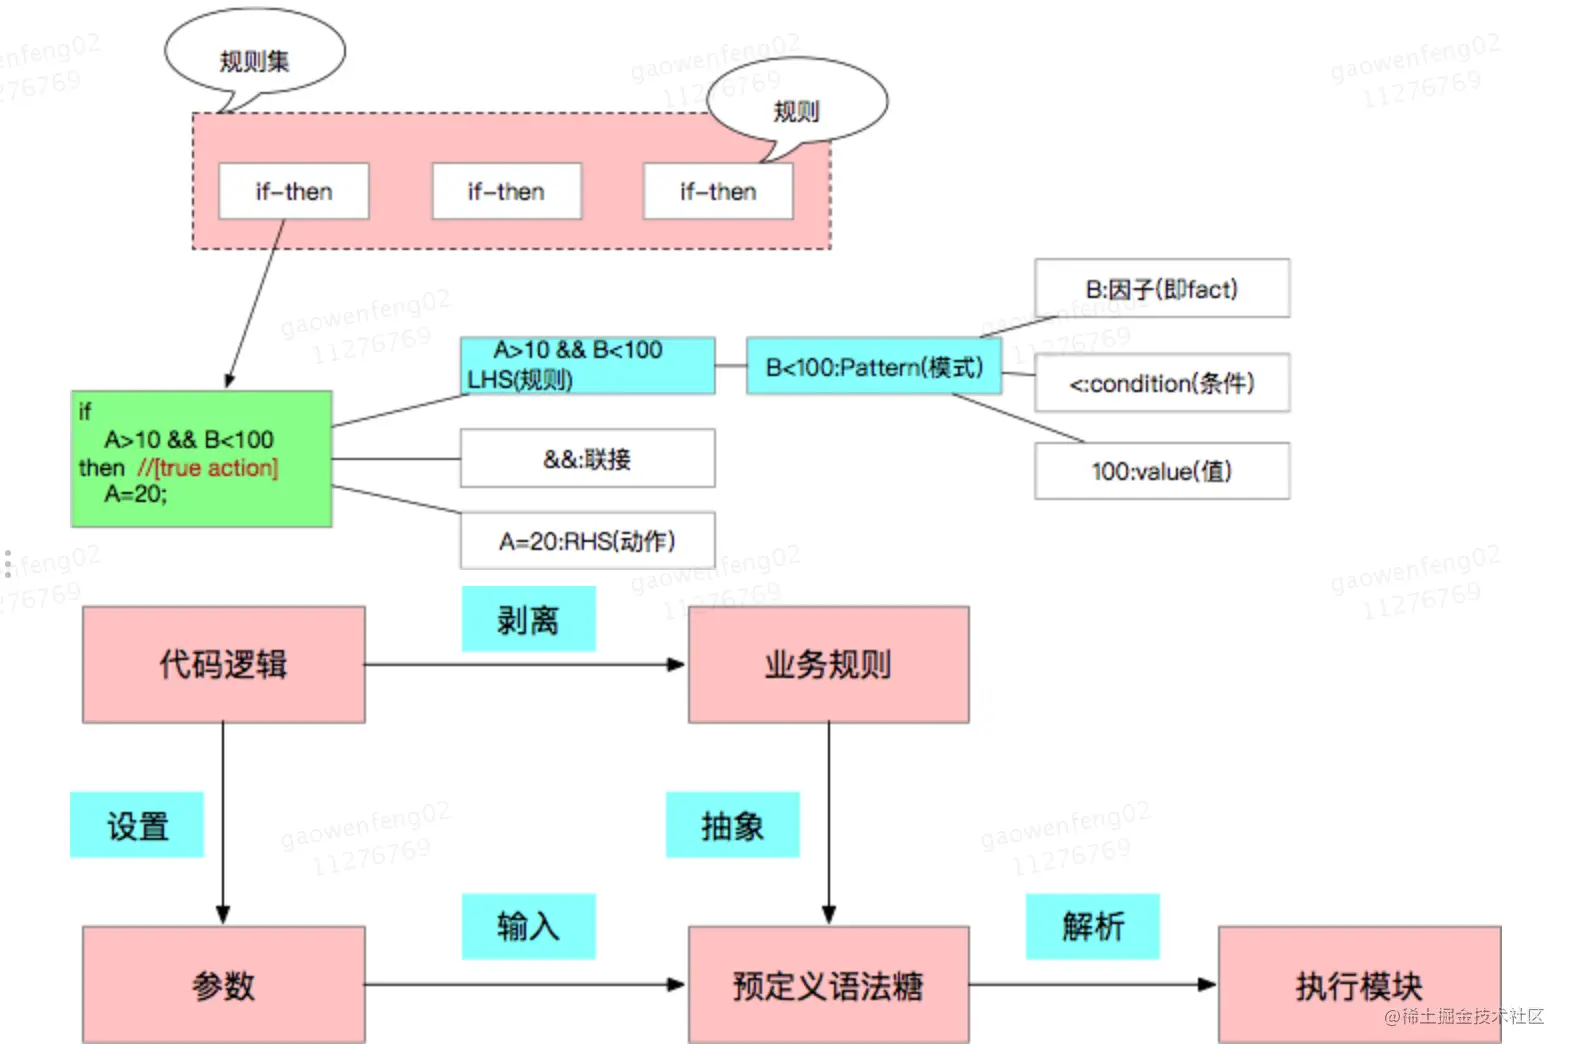 规则集
规则
if-then
if-then
if-then
B:因子(即fact)
A>10 && B<100
LHS(规则)
B<100:Pattern(模式)
<:condition(条件)
if
A>10 && B<100
then //[true action]
A=20;
&&:联接
100:value(值)
A=20:RHS(动作)
剥离
代码逻辑
业务规则
设置
抽象
输入
解析
参数
预定义语法糖
执行模块
@稀土掘金技术社区
gaowenfeng02
11276769
gaowenfeng02
11276769
gaowenfeng02
11276769
gaowenfeng02
11276769
gaowenfeng02
11276769
gaowenfeng02
11276769
gaowenfeng02
11276769
gaowenfeng02
11276769